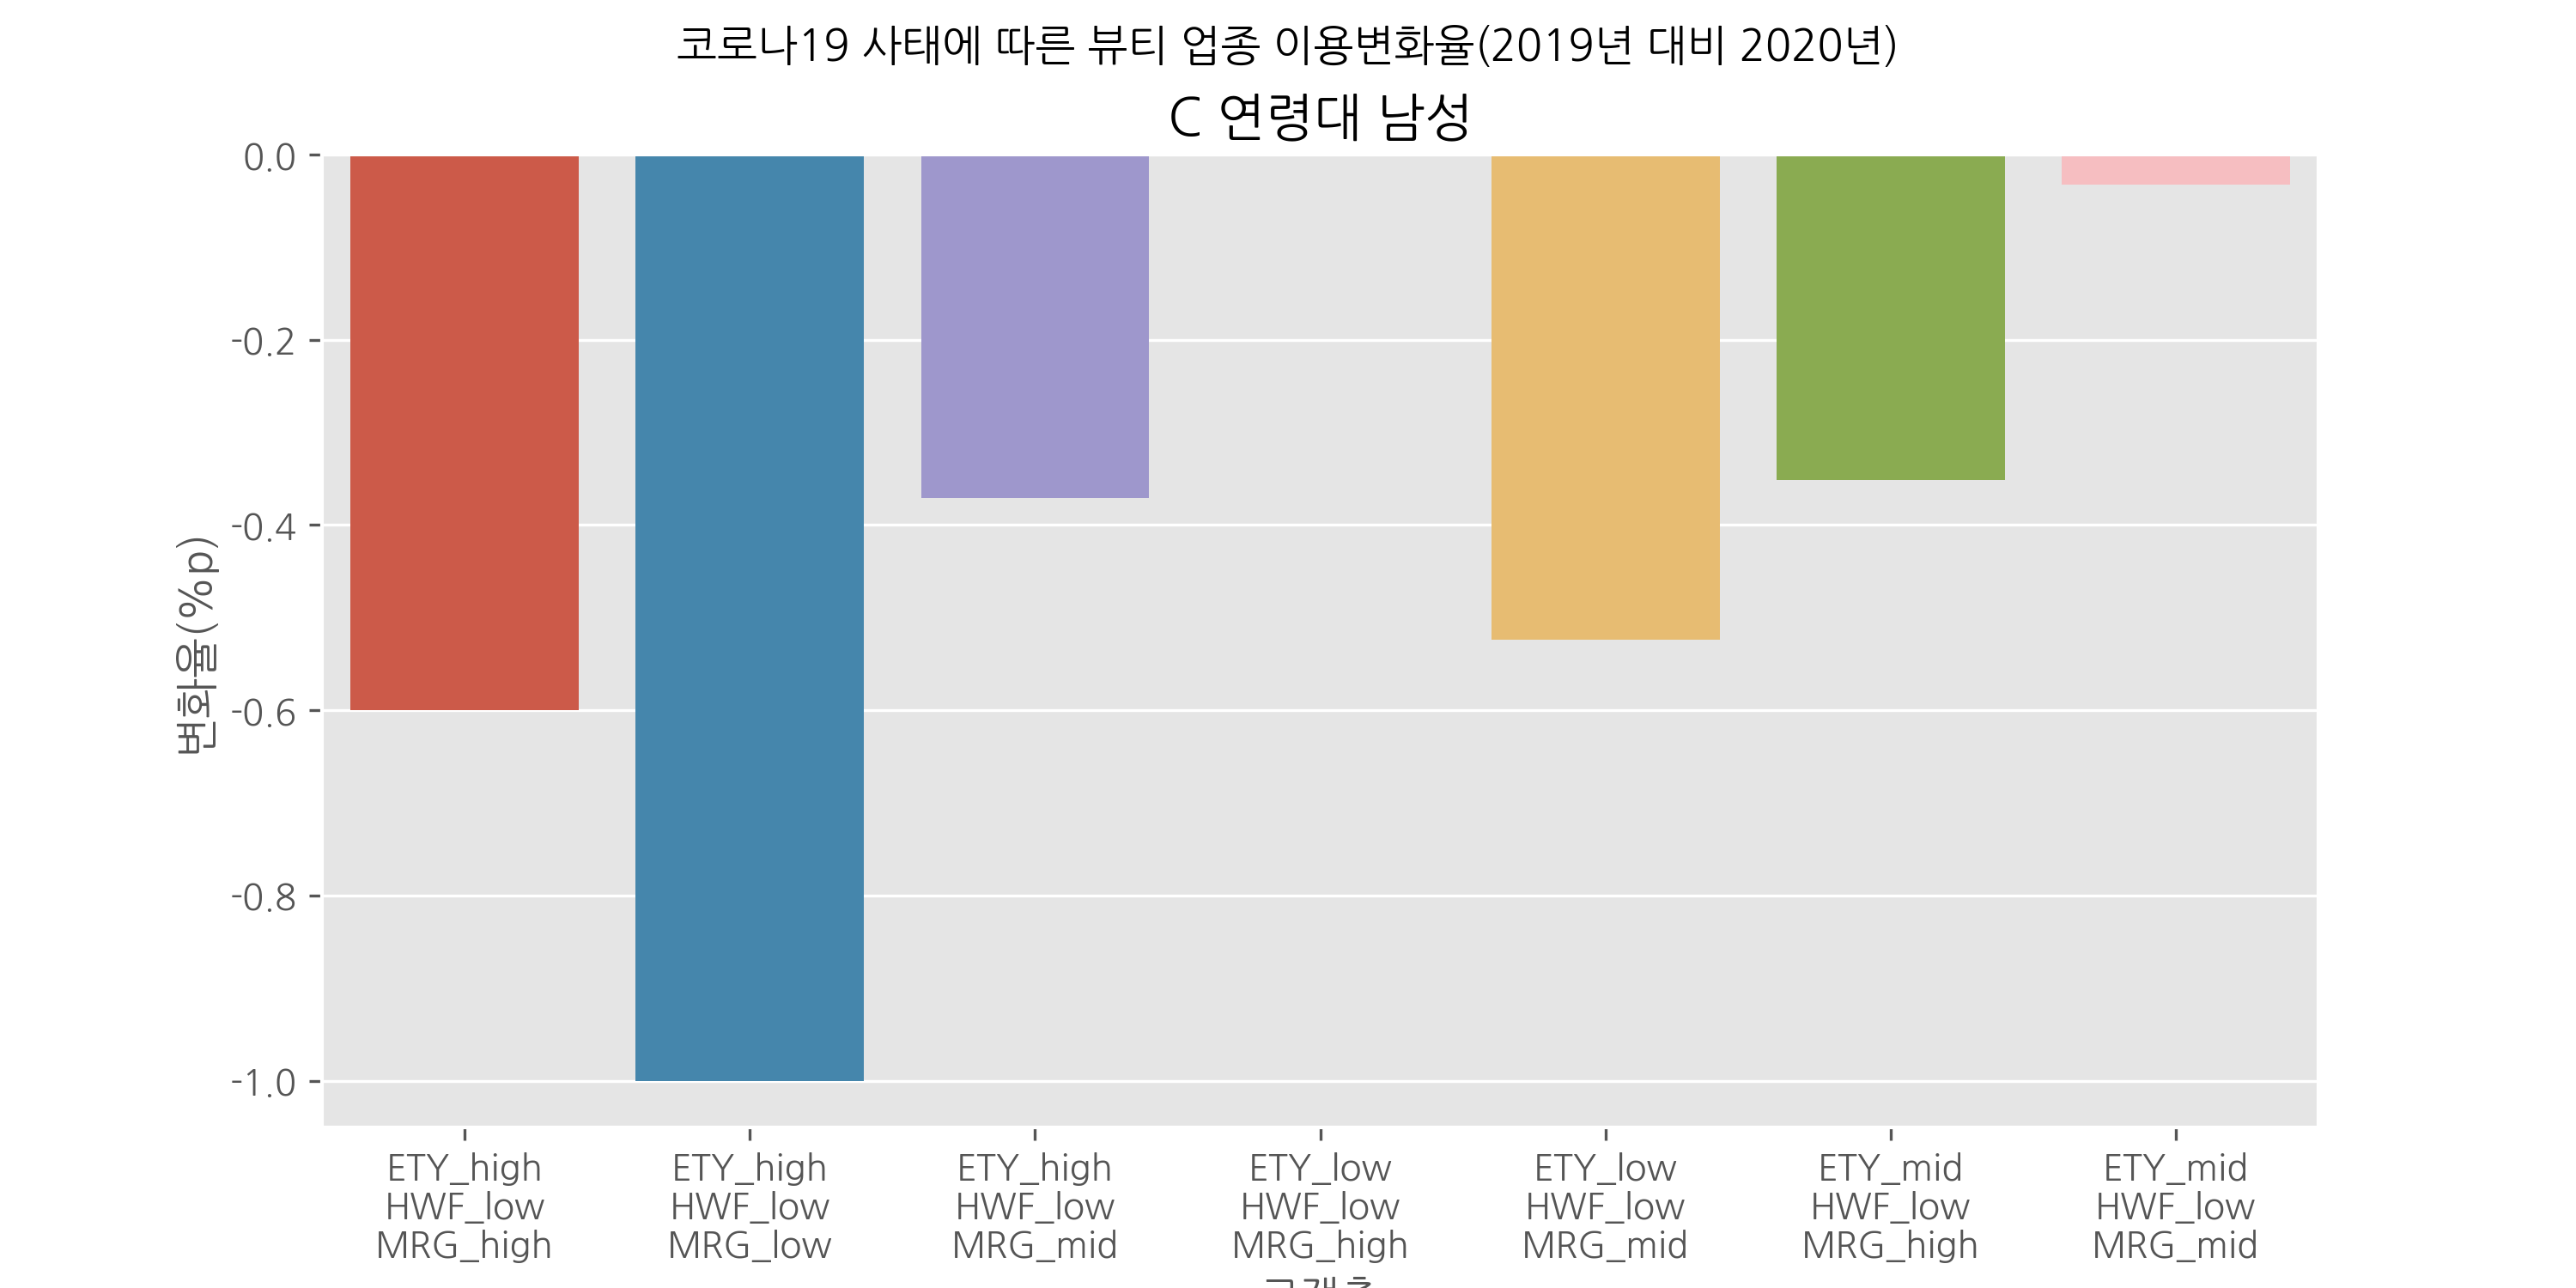 코로나19 사태에 따른 뷰티 업종 이용변화율(2019년 대비 2020년)
C 연령대 남성
변화율(%p)
0.0
-0.2
-0.4
-0.6
-0.8
-1.0
ETY_high ETY_high ETY_high ETY_low ETY_low ETY_mid ETY_mid
HWF_low HWF_low HWF_low HWF_low HWF_low HWF_low HWF_low
MRG_high MRG_low MRG_mid MRG_high MRG_mid MRG_high MRG_mid